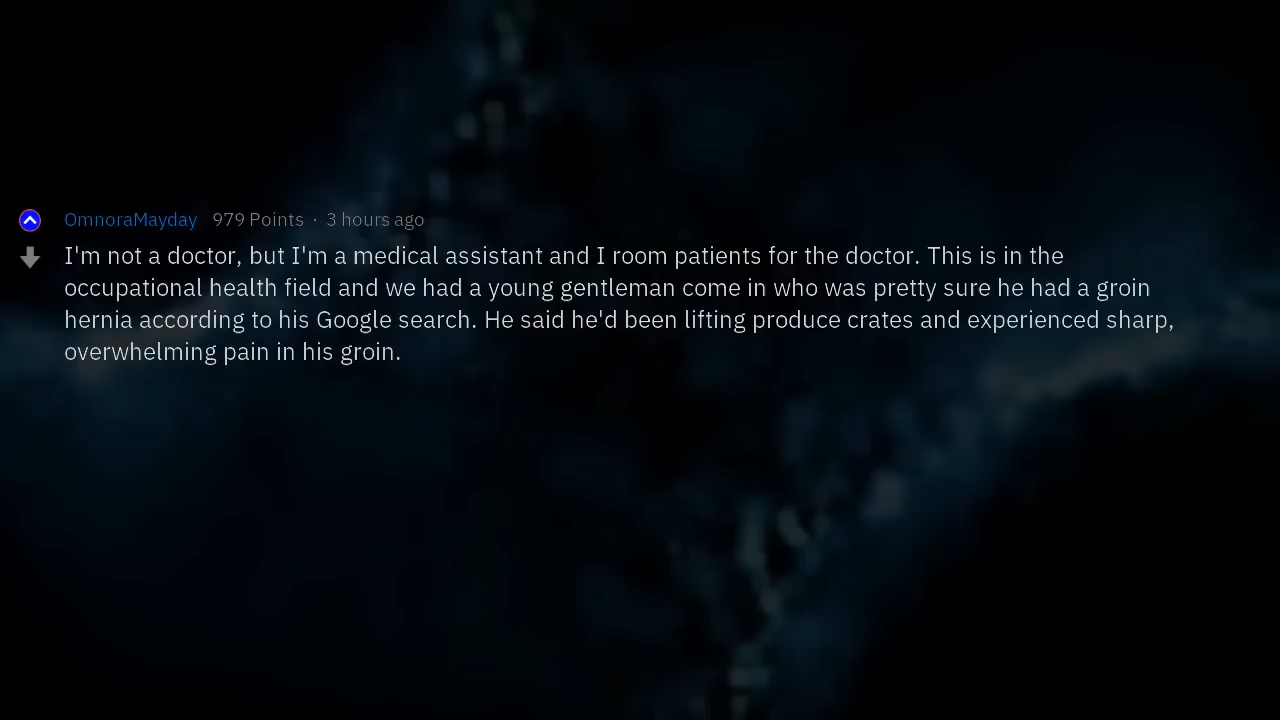 OmnoraMayday 979 Points · 3 hours ago
I'm not a doctor, but I'm a medical assistant and I room patients for the doctor. This is in the
occupational health field and we had a young gentleman come in who was pretty sure he had a groin
hernia according to his Google search. He said he'd been lifting produce crates and experienced sharp,
overwhelming pain in his groin.